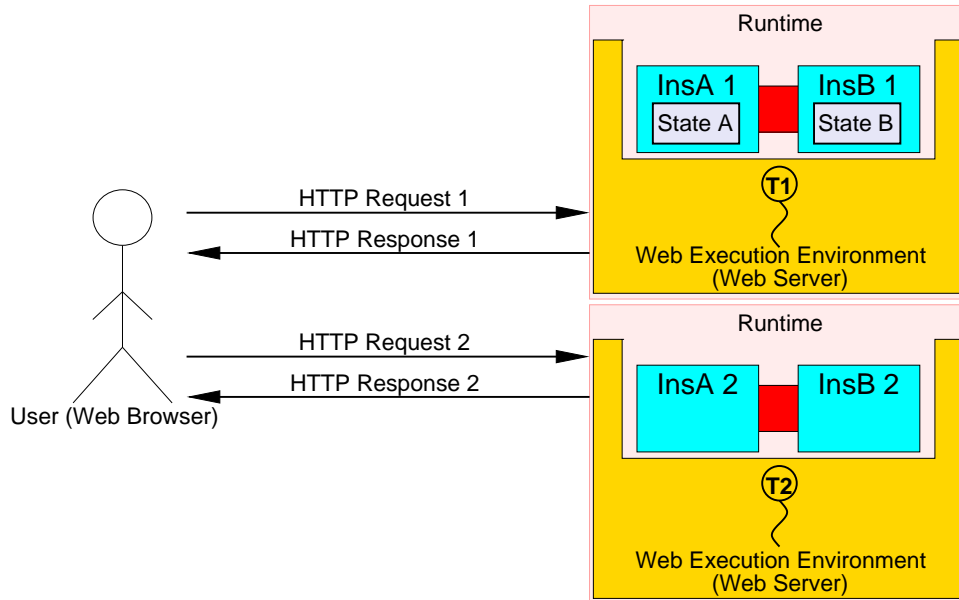 Runtime
InsA 1
InsB 1
State A
State B
T1
HTTP Request 1
HTTP Response 1
Web Execution Environment
(Web Server)
Runtime
HTTP Request 2
HTTP Response 2
InsA 2
InsB 2
User (Web Browser)
T2
Web Execution Environment
(Web Server)